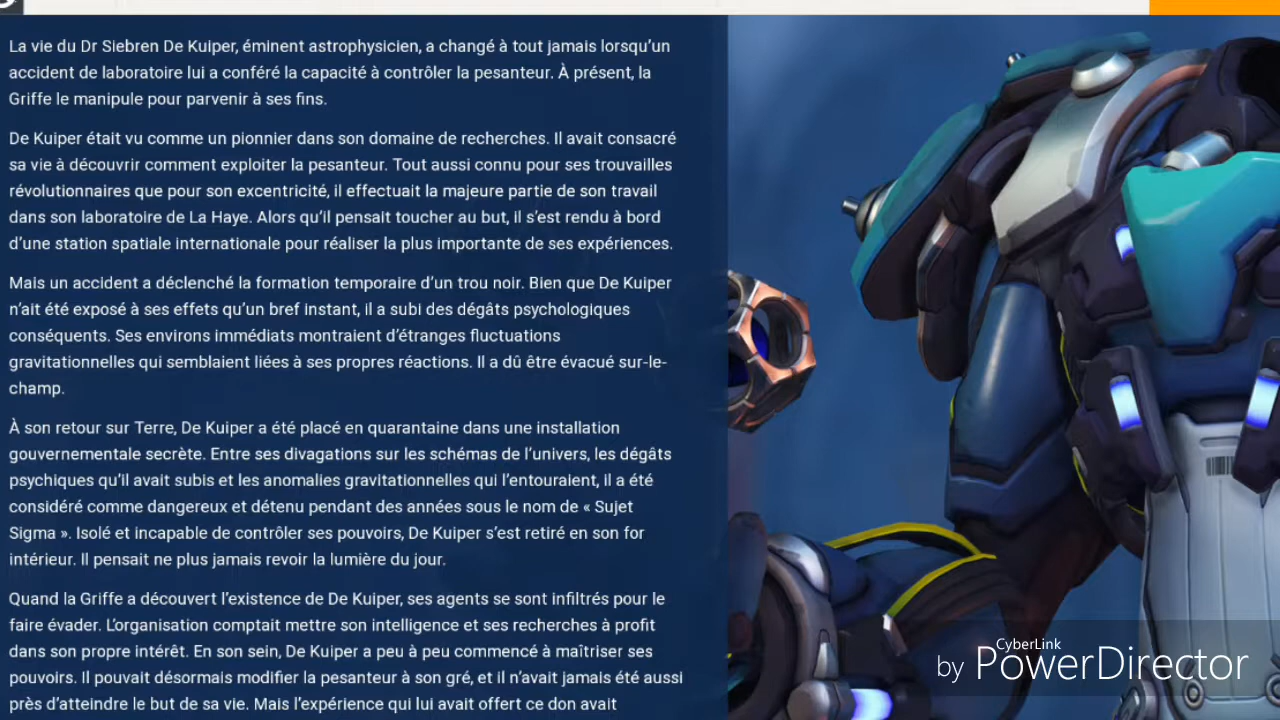 La vie du Dr Siebren De Kuiper, éminent astrophysicien, a changé à tout jamais lorsqu'un
accident de laboratoire lui a conféré la capacité à contrôler la pesanteur. À présent, la
Griffe le manipule pour parvenir à ses fins.
De Kuiper était vu comme un pionnier dans son domaine de recherches. Il avait consacré
sa vie à découvrir comment exploiter la pesanteur. Tout aussi connu pour ses trouvailles
révolutionnaires que pour son excentricité, il effectuait la majeure partie de son travail
dans son laboratoire de La Haye. Alors qu'il pensait toucher au but, il s'est rendu à bord
d'une station spatiale internationale pour réaliser la plus importante de ses expériences.
Mais un accident a déclenché la formation temporaire d'un trou noir. Bien que De Kuiper
n'ait été exposé à ses effets qu'un bref instant, il a subi des dégâts psychologiques
conséquents. Ses environs immédiats montraient d'étranges fluctuations
gravitationnelles qui semblaient liées à ses propres réactions. Il a dû être évacué sur-le-
champ.
À son retour sur Terre, De Kuiper a été placé en quarantaine dans une installation
gouvernementale secrète. Entre ses divagations sur les schémas de l'univers, les dégâts
psychiques qu'il avait subis et les anomalies gravitationnelles qui l'entouraient, il a été
considéré comme dangereux et détenu pendant des années sous le nom de « Sujet
Sigma ». Isolé et incapable de contrôler ses pouvoirs, De Kuiper s'est retiré en son for
intérieur. Il pensait ne plus jamais revoir la lumière du jour.
Quand la Griffe a découvert l'existence de De Kuiper, ses agents se sont infiltrés pour le
faire évader. L'organisation comptait mettre son intelligence et ses recherches à profit
dans son propre intérêt. En son sein, De Kuiper a peu à peu commencé à maîtriser ses
pouvoirs. Il pouvait désormais modifier la pesanteur à son gré, et il n'avait jamais été aussi
près d'atteindre le but de sa vie. Mais l'expérience qui lui avait offert ce don avait
CyberLink
by PowerDirector